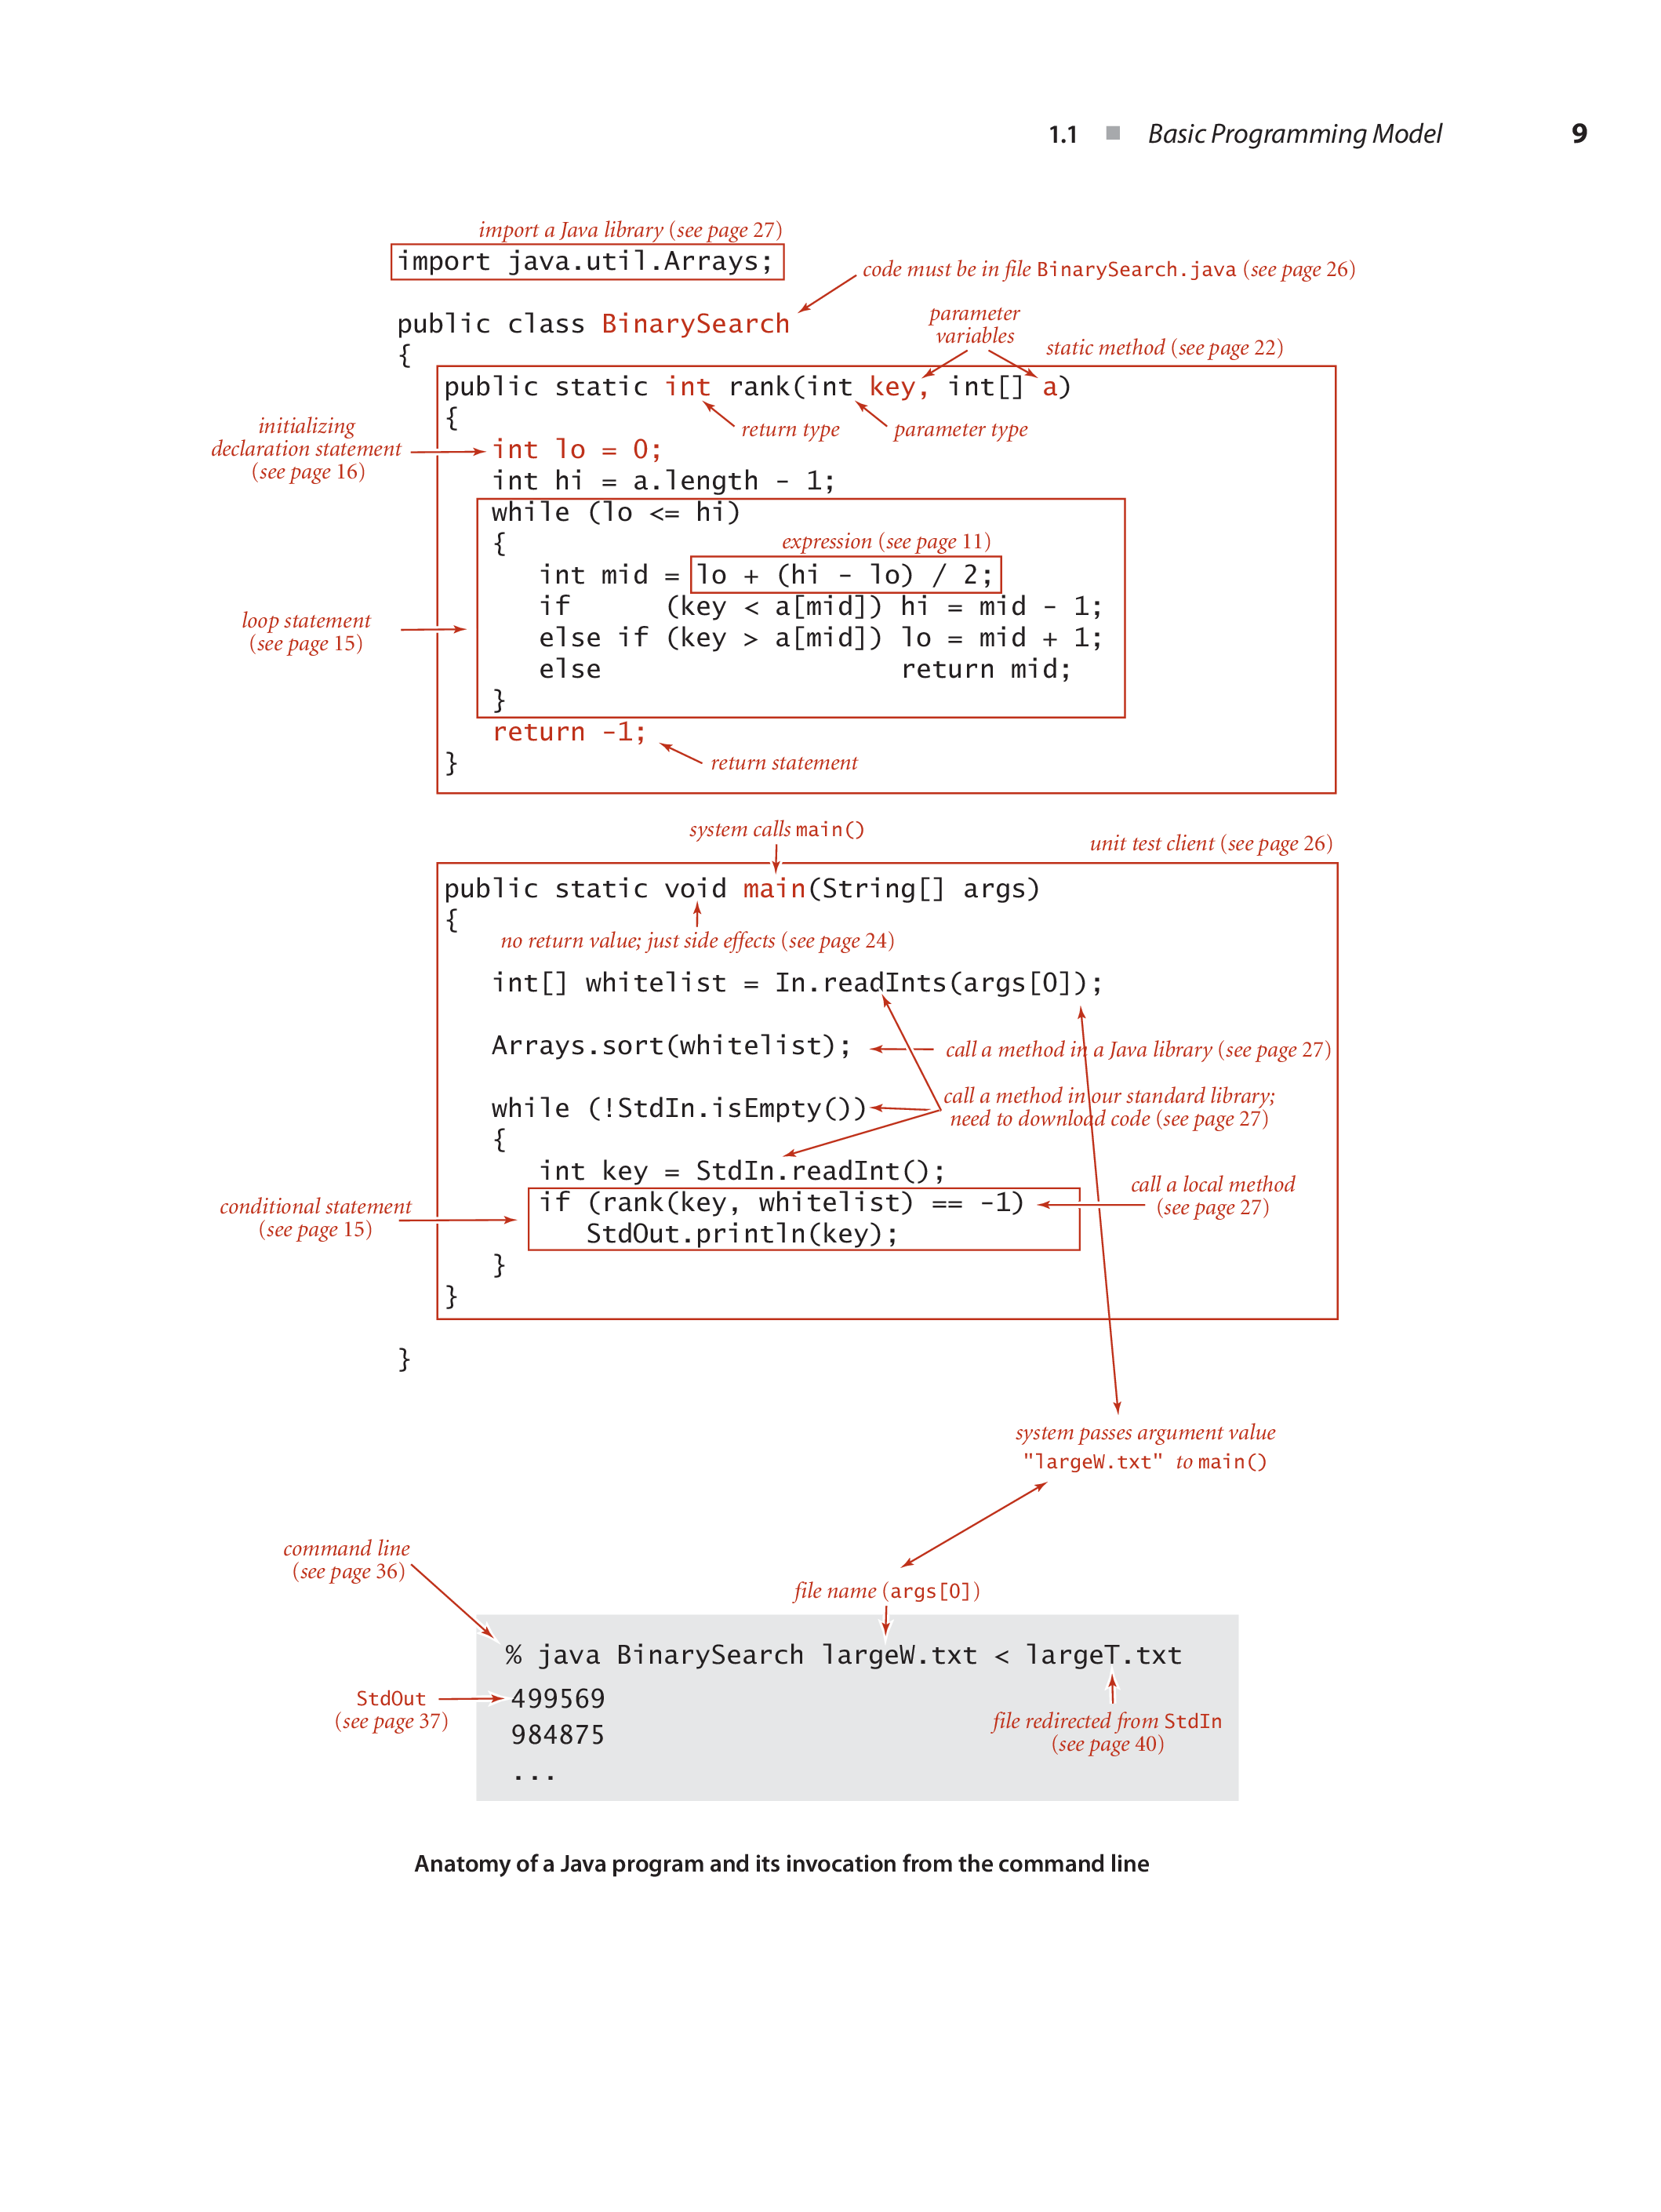 1.1 ■ Basic Programming Model 9
import a Java library (see page 27)
import java.util.Arrays;
code must be in file BinarySearch.java (see page 26)
public class BinarySearch
parameter
variables
{
static method (see page 22)
public static int rank(int key, int[] a)
{
return type
parameter type
initializing
declaration statement
(see page 16)
int lo = 0;
int hi = a.length - 1;
while (lo <= hi)
{
expression (see page 11)
int mid = lo + (hi - lo) / 2;
if (key < a[mid]) hi = mid - 1;
loop statement
(see page 15)
else if (key > a[mid]) lo = mid + 1;
else return mid;
}
return -1;
return statement
}
system calls main()
unit test client (see page 26)
public static void main(String[] args)
{
no return value; just side effects (see page 24)
int[] whitelist = In.readInts(args[0]);
Arrays.sort(whitelist);
call a method in a Java library (see page 27)
while (!StdIn.isEmpty())
call a method in our standard library;
need to download code (see page 27)
{
int key = StdIn.readInt();
conditional statement
(see page 15)
if (rank(key, whitelist) == -1)
call a local method
(see page 27)
StdOut.println(key);
}
}
}
system passes argument value
"largeW.txt" to main()
command line
(see page 36)
file name (args[0])
% java BinarySearch largeW.txt < largeT.txt
StdOut
(see page 37)
499569
984875
...
file redirected from StdIn
(see page 40)
Anatomy of a Java program and its invocation from the command line